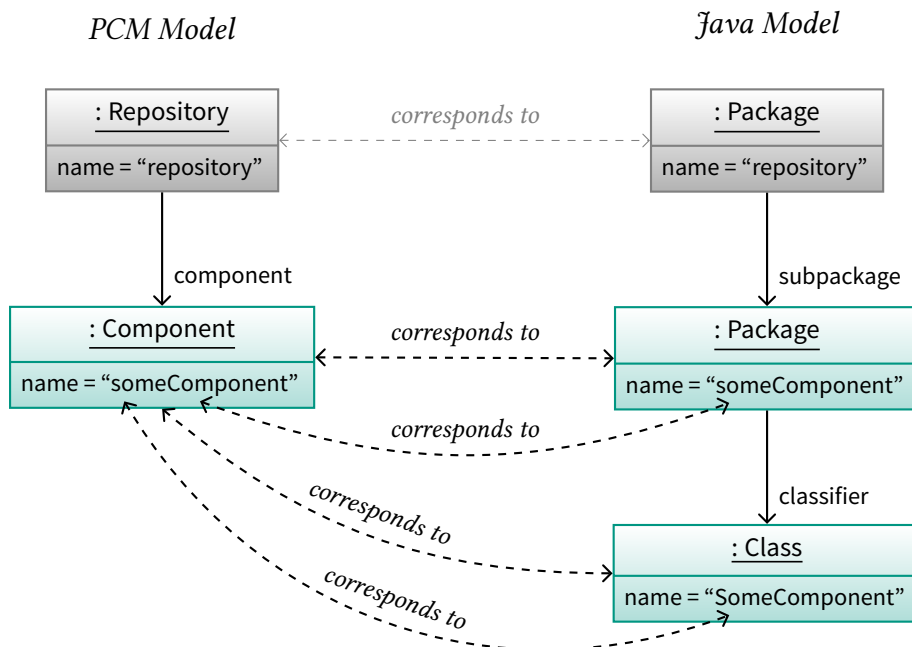 PCM Model
Java Model
: Repository
name = “repository”
corresponds to
: Package
name = “repository”
component
subpackage
: Component
name = “someComponent”
corresponds to
: Package
name = “someComponent”
corresponds to
classifier
corresponds to
: Class
name = “SomeComponent”
corresponds to